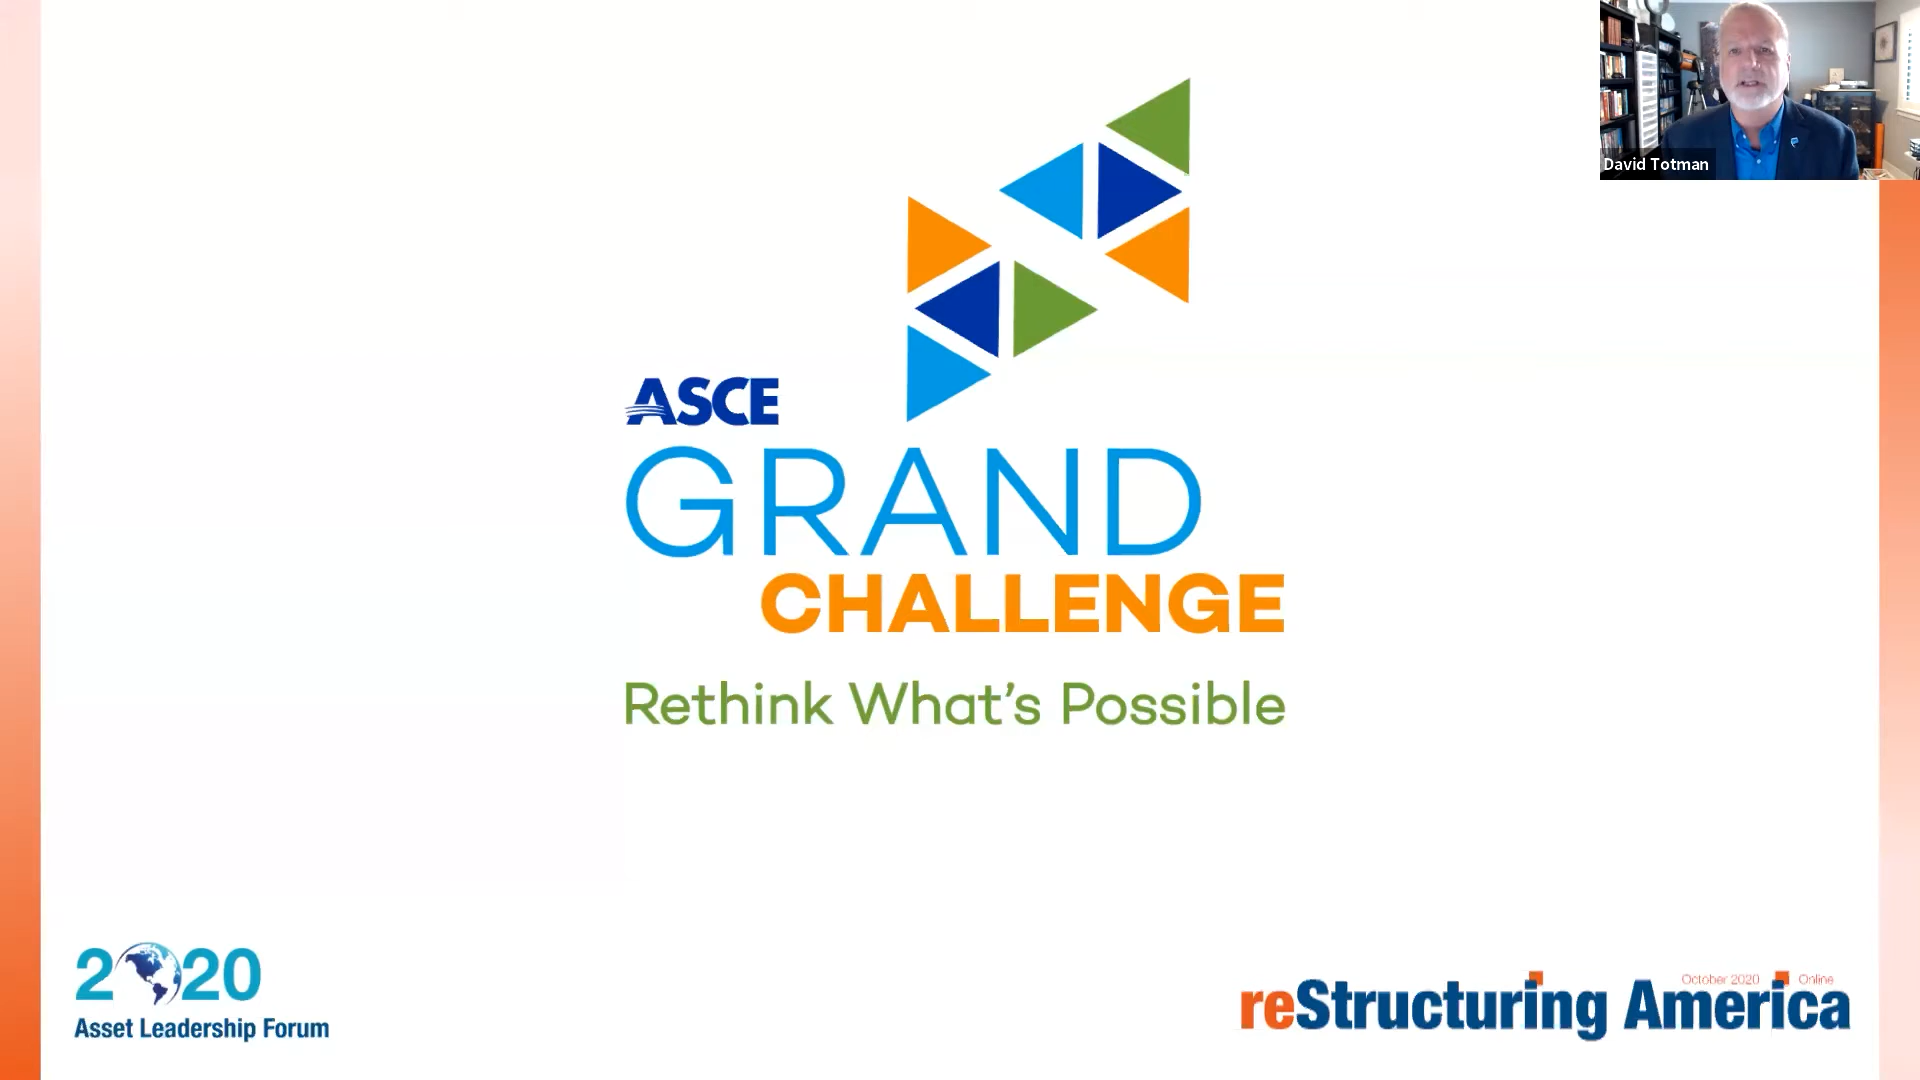 David Totman
ASCE
GRAND
CHALLENGE
Rethink What's Possible
2020
Asset Leadership Forum
October 2020 Online
reStructuring America